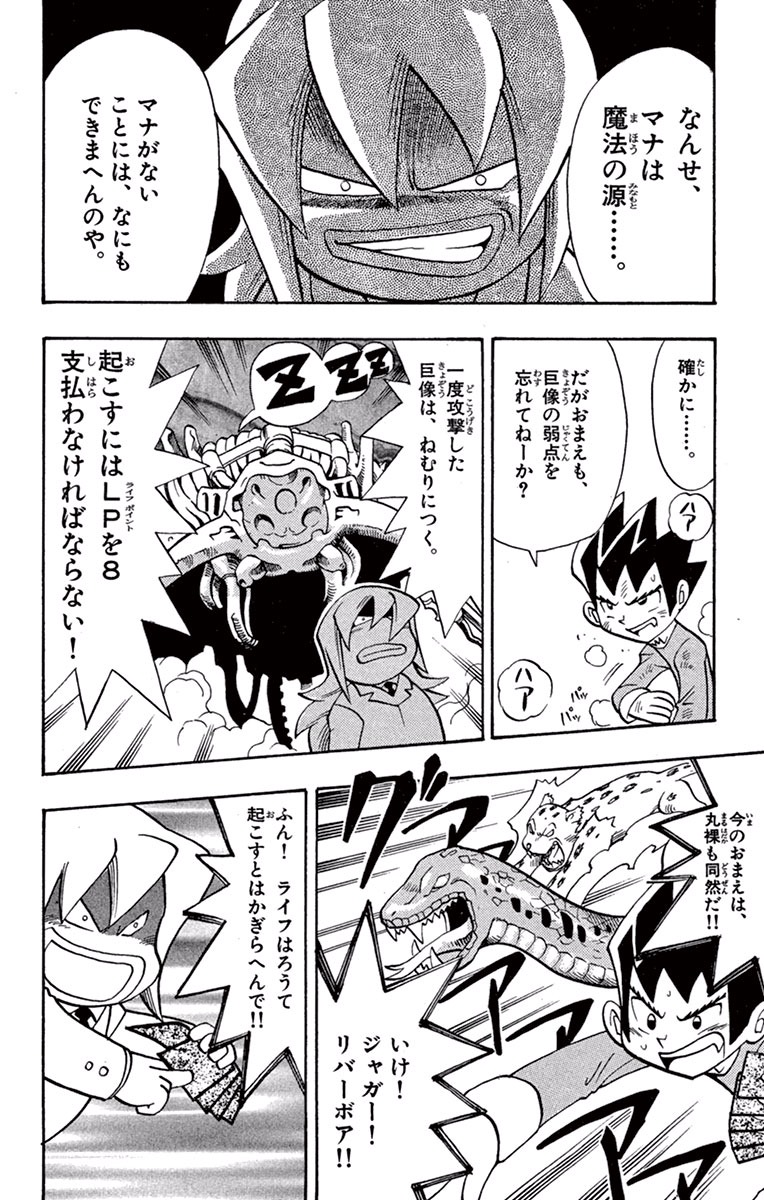 なんせ、
マナは
魔法の源……。
マナがない
ことには、なにも
できまへんのや。
確かに……。
ハァ
だがおまえも、
巨像の弱点を
忘れてねーか？
ハァ
パッ
パッ
一度攻撃した
巨像は、ねむりにつく。
ZZZ
起こすにはＬＰを８
支払わなければならない！
今のおまえは、
丸裸も同然だ!!
グアアアア
いけ！
ジャガー！
リバーボア!!
ふん！　ライフはろうて
起こすとはかぎらへんで!!